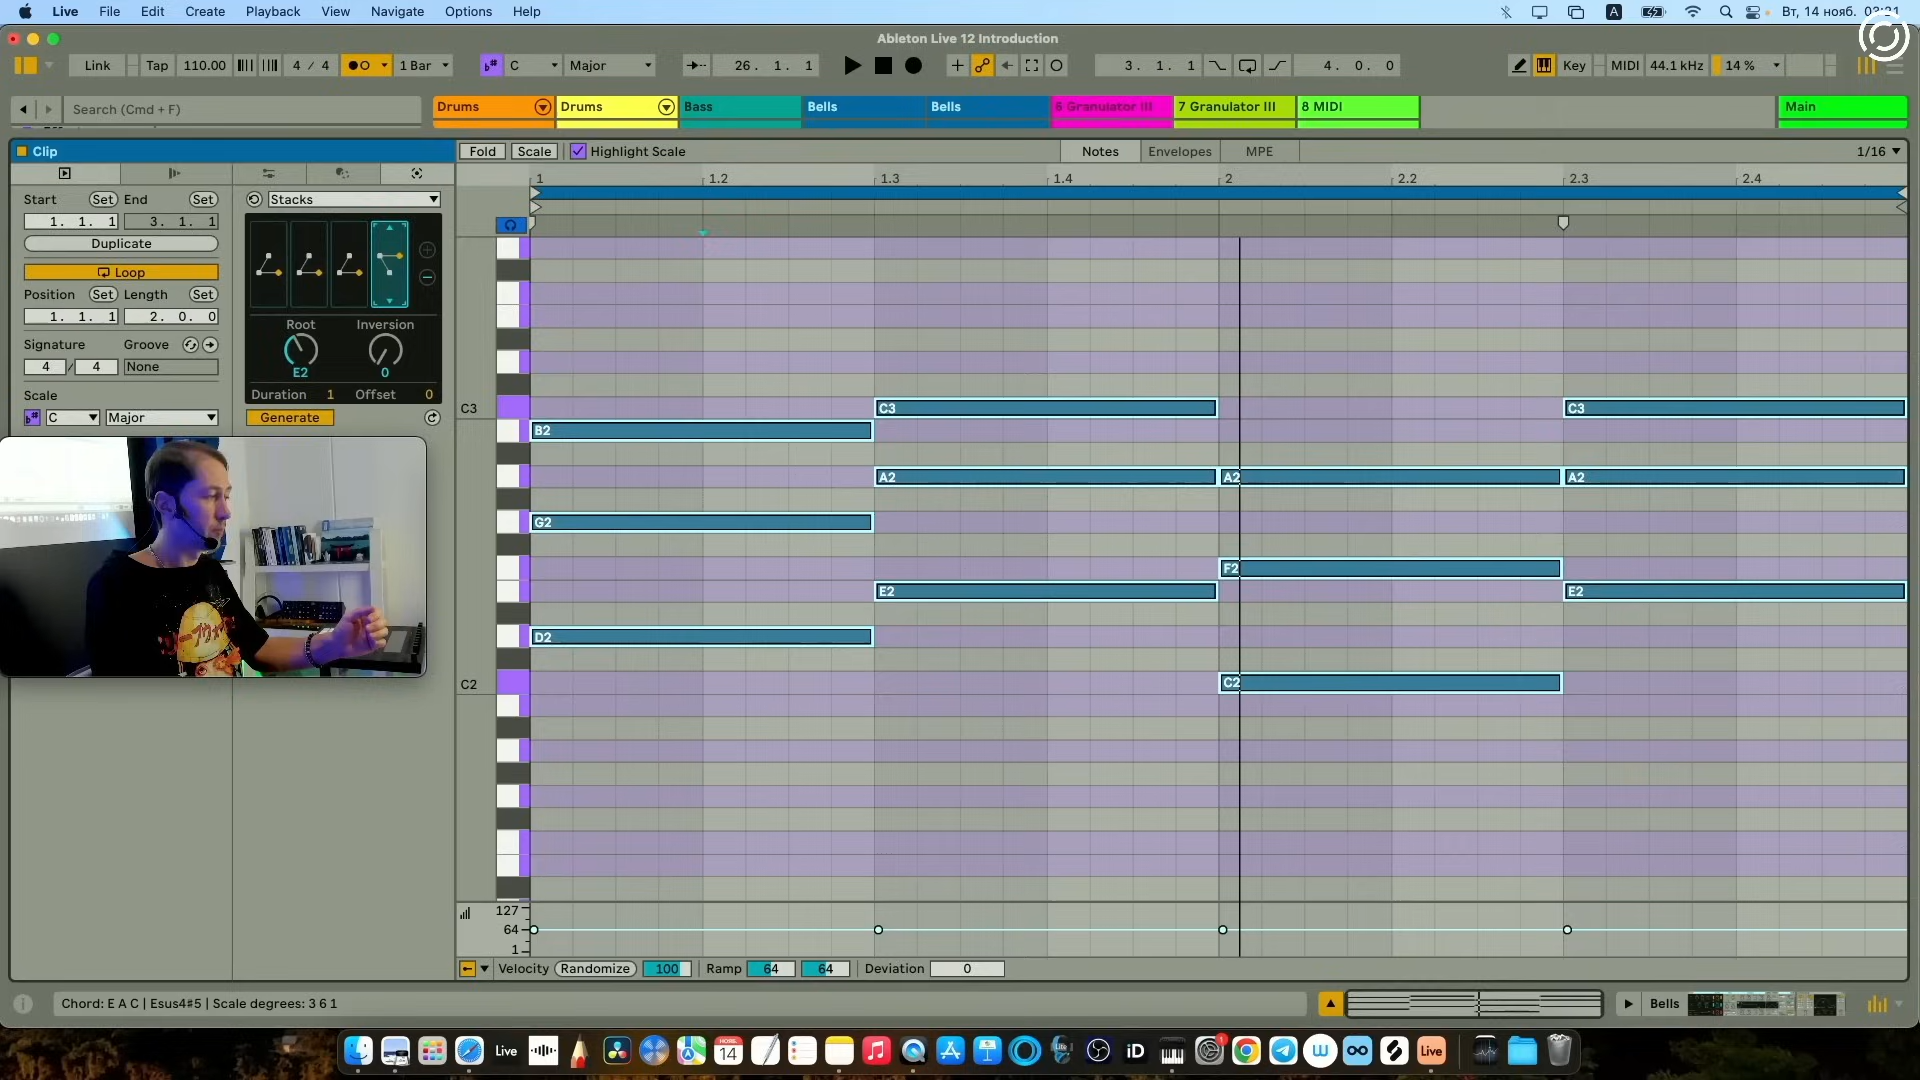 Live File Edit Create Playback View Navigate Options Help A Вт, 14 нояб.
Ableton Live 12 Introduction
Link Tap 110.00 4 / 4 1 Bar C Major 26. 1. 1 3. 1. 1 4. 0. 0 Key MIDI 44.1 kHz 14 %
Search (Cmd + F) Drums Drums Bass Bells Bells 6 Granulator III 7 Granulator III 8 MIDI Main
Clip Fold Scale Highlight Scale Notes Envelopes MPE 1/16
1 1.2 1.3 1.4 2 2.2 2.3 2.4
Start Set End Set Stacks
1. 1. 1 3. 1. 1
Duplicate
Loop
Position Set Length Set
1. 1. 1 2. 0. 0
Root Inversion
Signature Groove
4 / 4 None
E2 0
Scale Duration 1 Offset 0
C Major Generate
C3 C3 C3
B2
A2 A2 A2
G2
F2
E2 E2
D2
C2 C2
127
64
1
Velocity Randomize 100 Ramp 64 64 Deviation 0
Chord: E A C | Esus4#5 | Scale degrees: 3 6 1 Bells
НОЯБ.
14
Live iD Live